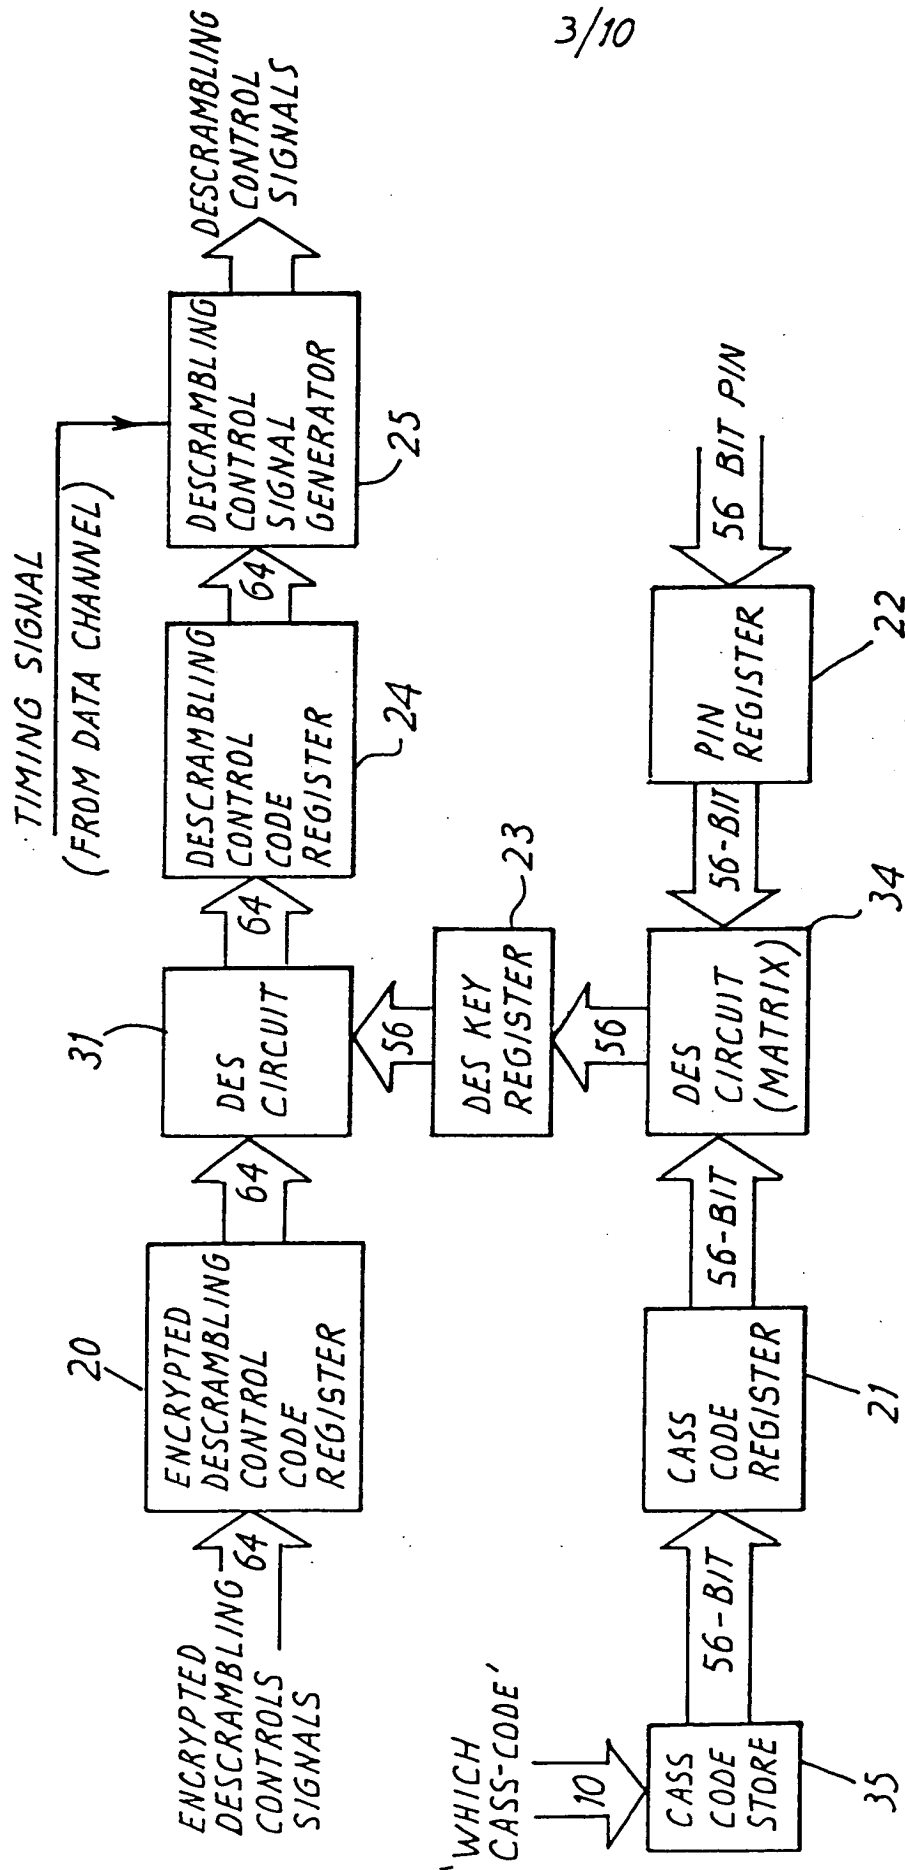 3/10
TIMING SIGNAL
(FROM DATA CHANNEL)
ENCRYPTED
DESCRAMBLING
CONTROLS
SIGNALS
64
20
ENCRYPTED
DESCRAMBLING
CONTROL
CODE
REGISTER
64
31
DES
CIRCUIT
64
DESCRAMBLING
CONTROL
CODE
REGISTER
24
64
DESCRAMBLING
CONTROL
SIGNAL
GENERATOR
25
DESCRAMBLING
CONTROL
SIGNALS
56
DES KEY
REGISTER
23
56
'WHICH
CASS-CODE'
10
CASS
CODE
STORE
35
56-BIT
CASS
CODE
REGISTER
21
56-BIT
DES
CIRCUIT
(MATRIX)
34
56-BIT
PIN
REGISTER
22
56 BIT PIN